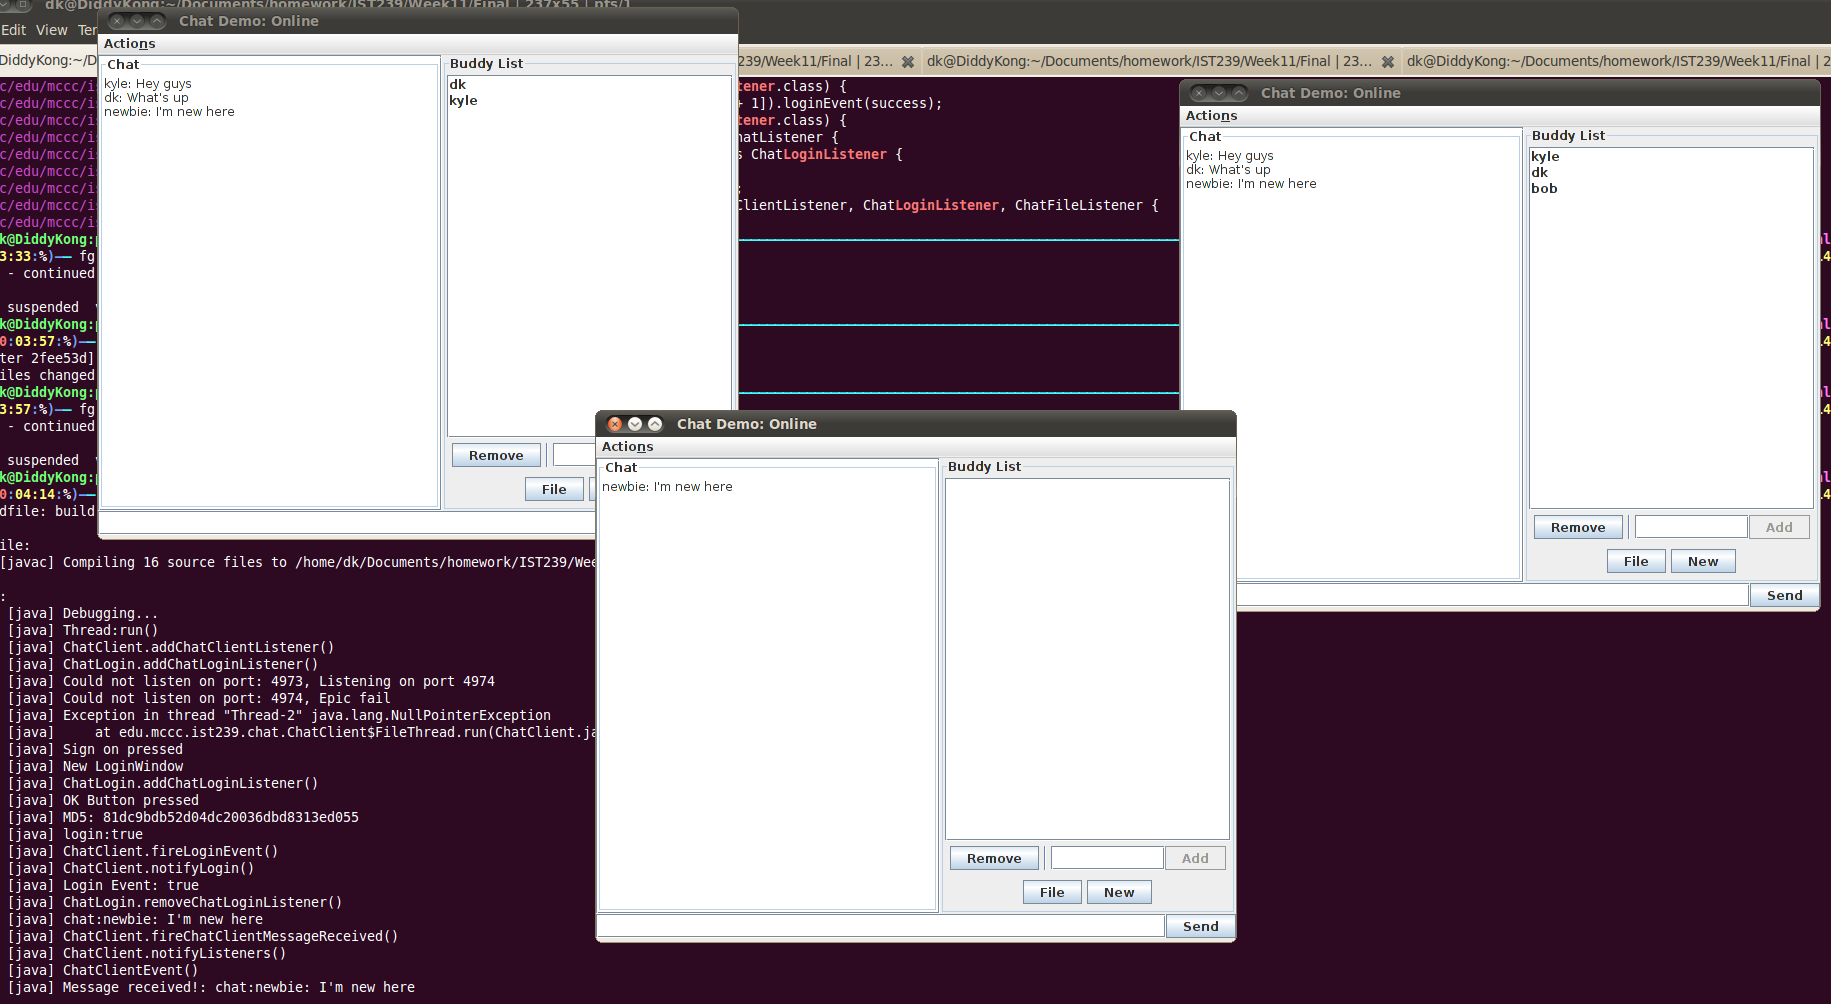 dk@DiddyKong:~/Documents/homework/IST239/Week11/Final | 237x55 | pts/1
Edit View Ter
DiddyKong:~/D
239/Week11/Final | 23...
dk@DiddyKong:~/Documents/homework/IST239/Week11/Final | 23...
dk@DiddyKong:~/Documents/homework/IST239/Week11/Final | 2
c/edu/mccc/i
c/edu/mccc/i
c/edu/mccc/i
c/edu/mccc/i
c/edu/mccc/i
c/edu/mccc/i
c/edu/mccc/i
c/edu/mccc/i
c/edu/mccc/i
k@DiddyKong:
3:33:%)—— fg
- continued
suspended
k@DiddyKong:
0:03:57:%)——
ter 2fee53d]
iles changed
k@DiddyKong:
3:57:%)—— fg
- continued
suspended
k@DiddyKong:
0:04:14:%)——
dfile: build
ile:
[javac] Compiling 16 source files to /home/dk/Documents/homework/IST239/Wee
:
[java] Debugging...
[java] Thread:run()
[java] ChatClient.addChatClientListener()
[java] ChatLogin.addChatLoginListener()
[java] Could not listen on port: 4973, Listening on port 4974
[java] Could not listen on port: 4974, Epic fail
[java] Exception in thread "Thread-2" java.lang.NullPointerException
[java] at edu.mccc.ist239.chat.ChatClient$FileThread.run(ChatClient.ja
[java] Sign on pressed
[java] New LoginWindow
[java] ChatLogin.addChatLoginListener()
[java] OK Button pressed
[java] MD5: 81dc9bdb52d04dc20036dbd8313ed055
[java] login:true
[java] ChatClient.fireLoginEvent()
[java] ChatClient.notifyLogin()
[java] Login Event: true
[java] ChatLogin.removeChatLoginListener()
[java] chat:newbie: I'm new here
[java] ChatClient.fireChatClientMessageReceived()
[java] ChatClient.notifyListeners()
[java] ChatClientEvent()
[java] Message received!: chat:newbie: I'm new here
tener.class) {
+ 1]).loginEvent(success);
tener.class) {
hatListener {
s ChatLoginListener {
;
ClientListener, ChatLoginListener, ChatFileListener {
Chat Demo: Online
Actions
Chat
kyle: Hey guys
dk: What's up
newbie: I'm new here
Buddy List
dk
kyle
Remove
File
Chat Demo: Online
Actions
Chat
newbie: I'm new here
Buddy List
Remove
Add
File
New
Send
Chat Demo: Online
Actions
Chat
kyle: Hey guys
dk: What's up
newbie: I'm new here
Buddy List
kyle
dk
bob
Remove
Add
File
New
Send